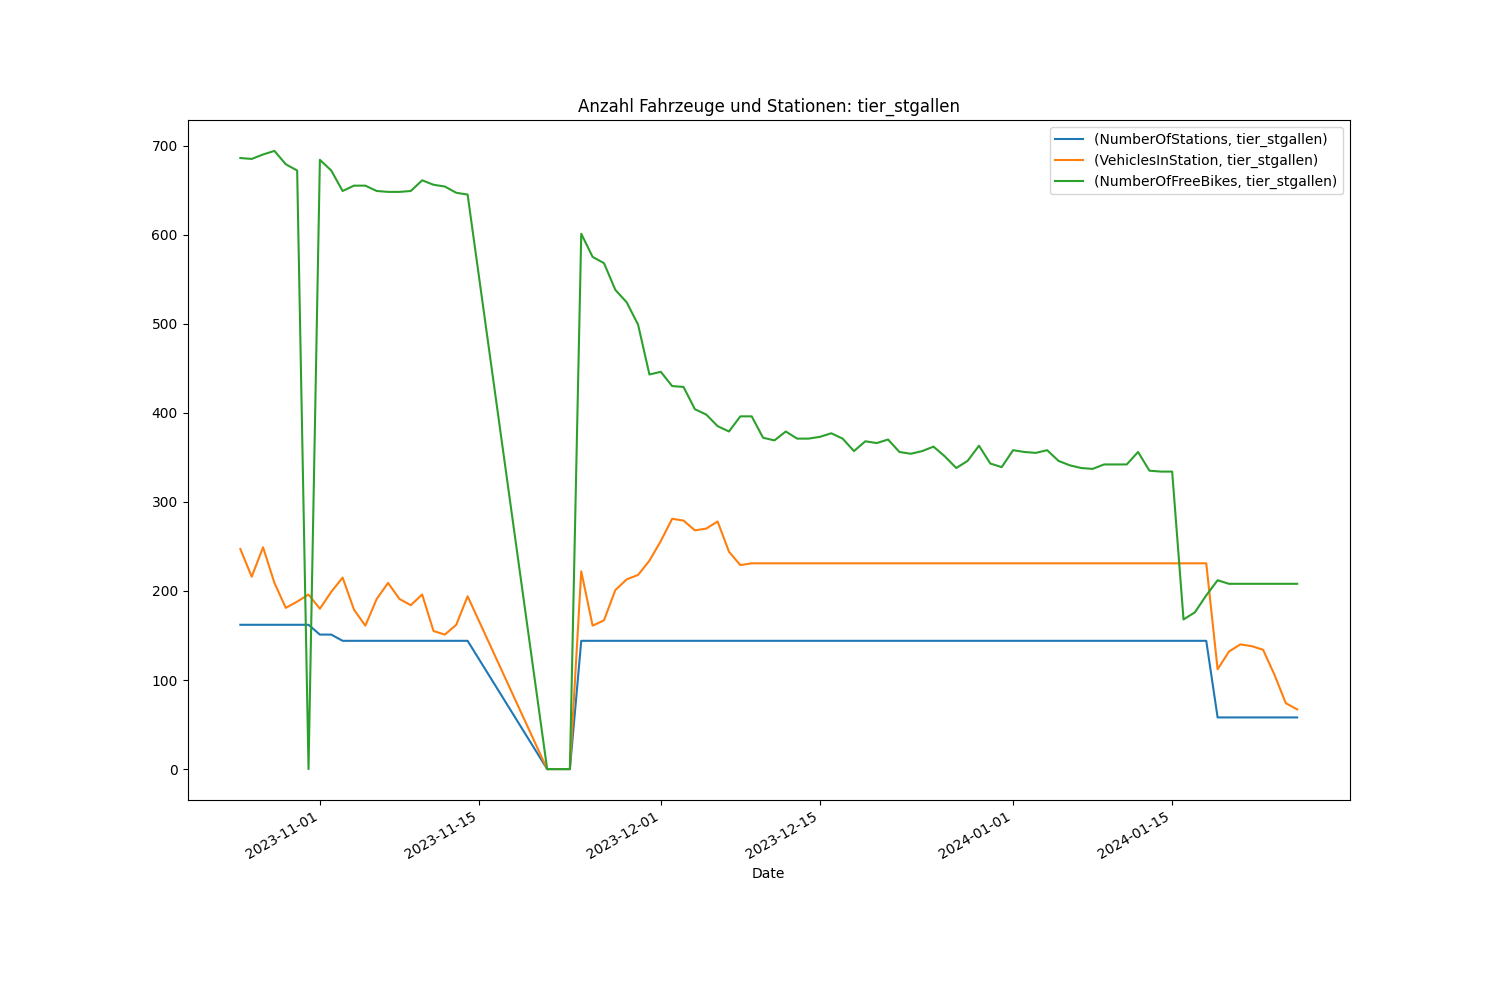 Anzahl Fahrzeuge und Stationen: tier_stgallen
(NumberOfStations, tier_stgallen)
(VehiclesInStation, tier_stgallen)
(NumberOfFreeBikes, tier_stgallen)
700
600
500
400
300
200
100
0
2023-11-01
2023-11-15
2023-12-01
2023-12-15
2024-01-01
2024-01-15
Date